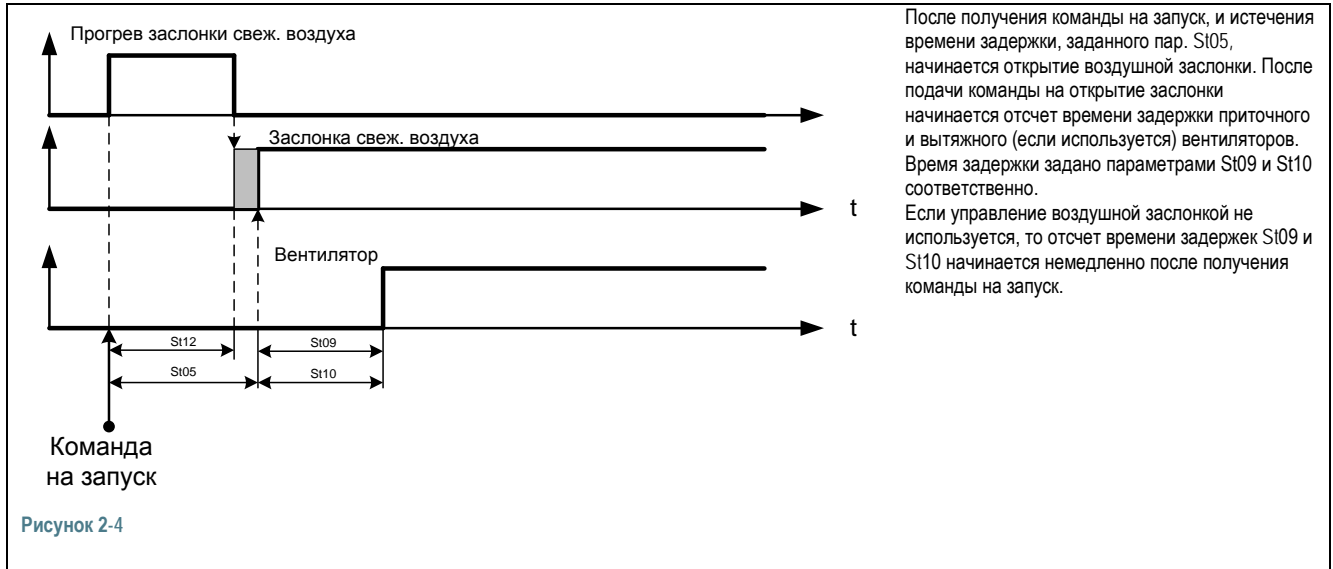 Прогрев заслонки свеж. воздуха
Заслонка свеж. воздуха
t
Вентилятор
t
St12
St09
St05
St10
Команда
на запуск
Рисунок 2-4
После получения команды на запуск, и истечения
времени задержки, заданного пар. St05,
начинается открытие воздушной заслонки. После
подачи команды на открытие заслонки
начинается отсчет времени задержки приточного
и вытяжного (если используется) вентиляторов.
Время задержки задано параметрами St09 и St10
соответственно.
Если управление воздушной заслонкой не
используется, то отсчет времени задержек St09 и
St10 начинается немедленно после получения
команды на запуск.